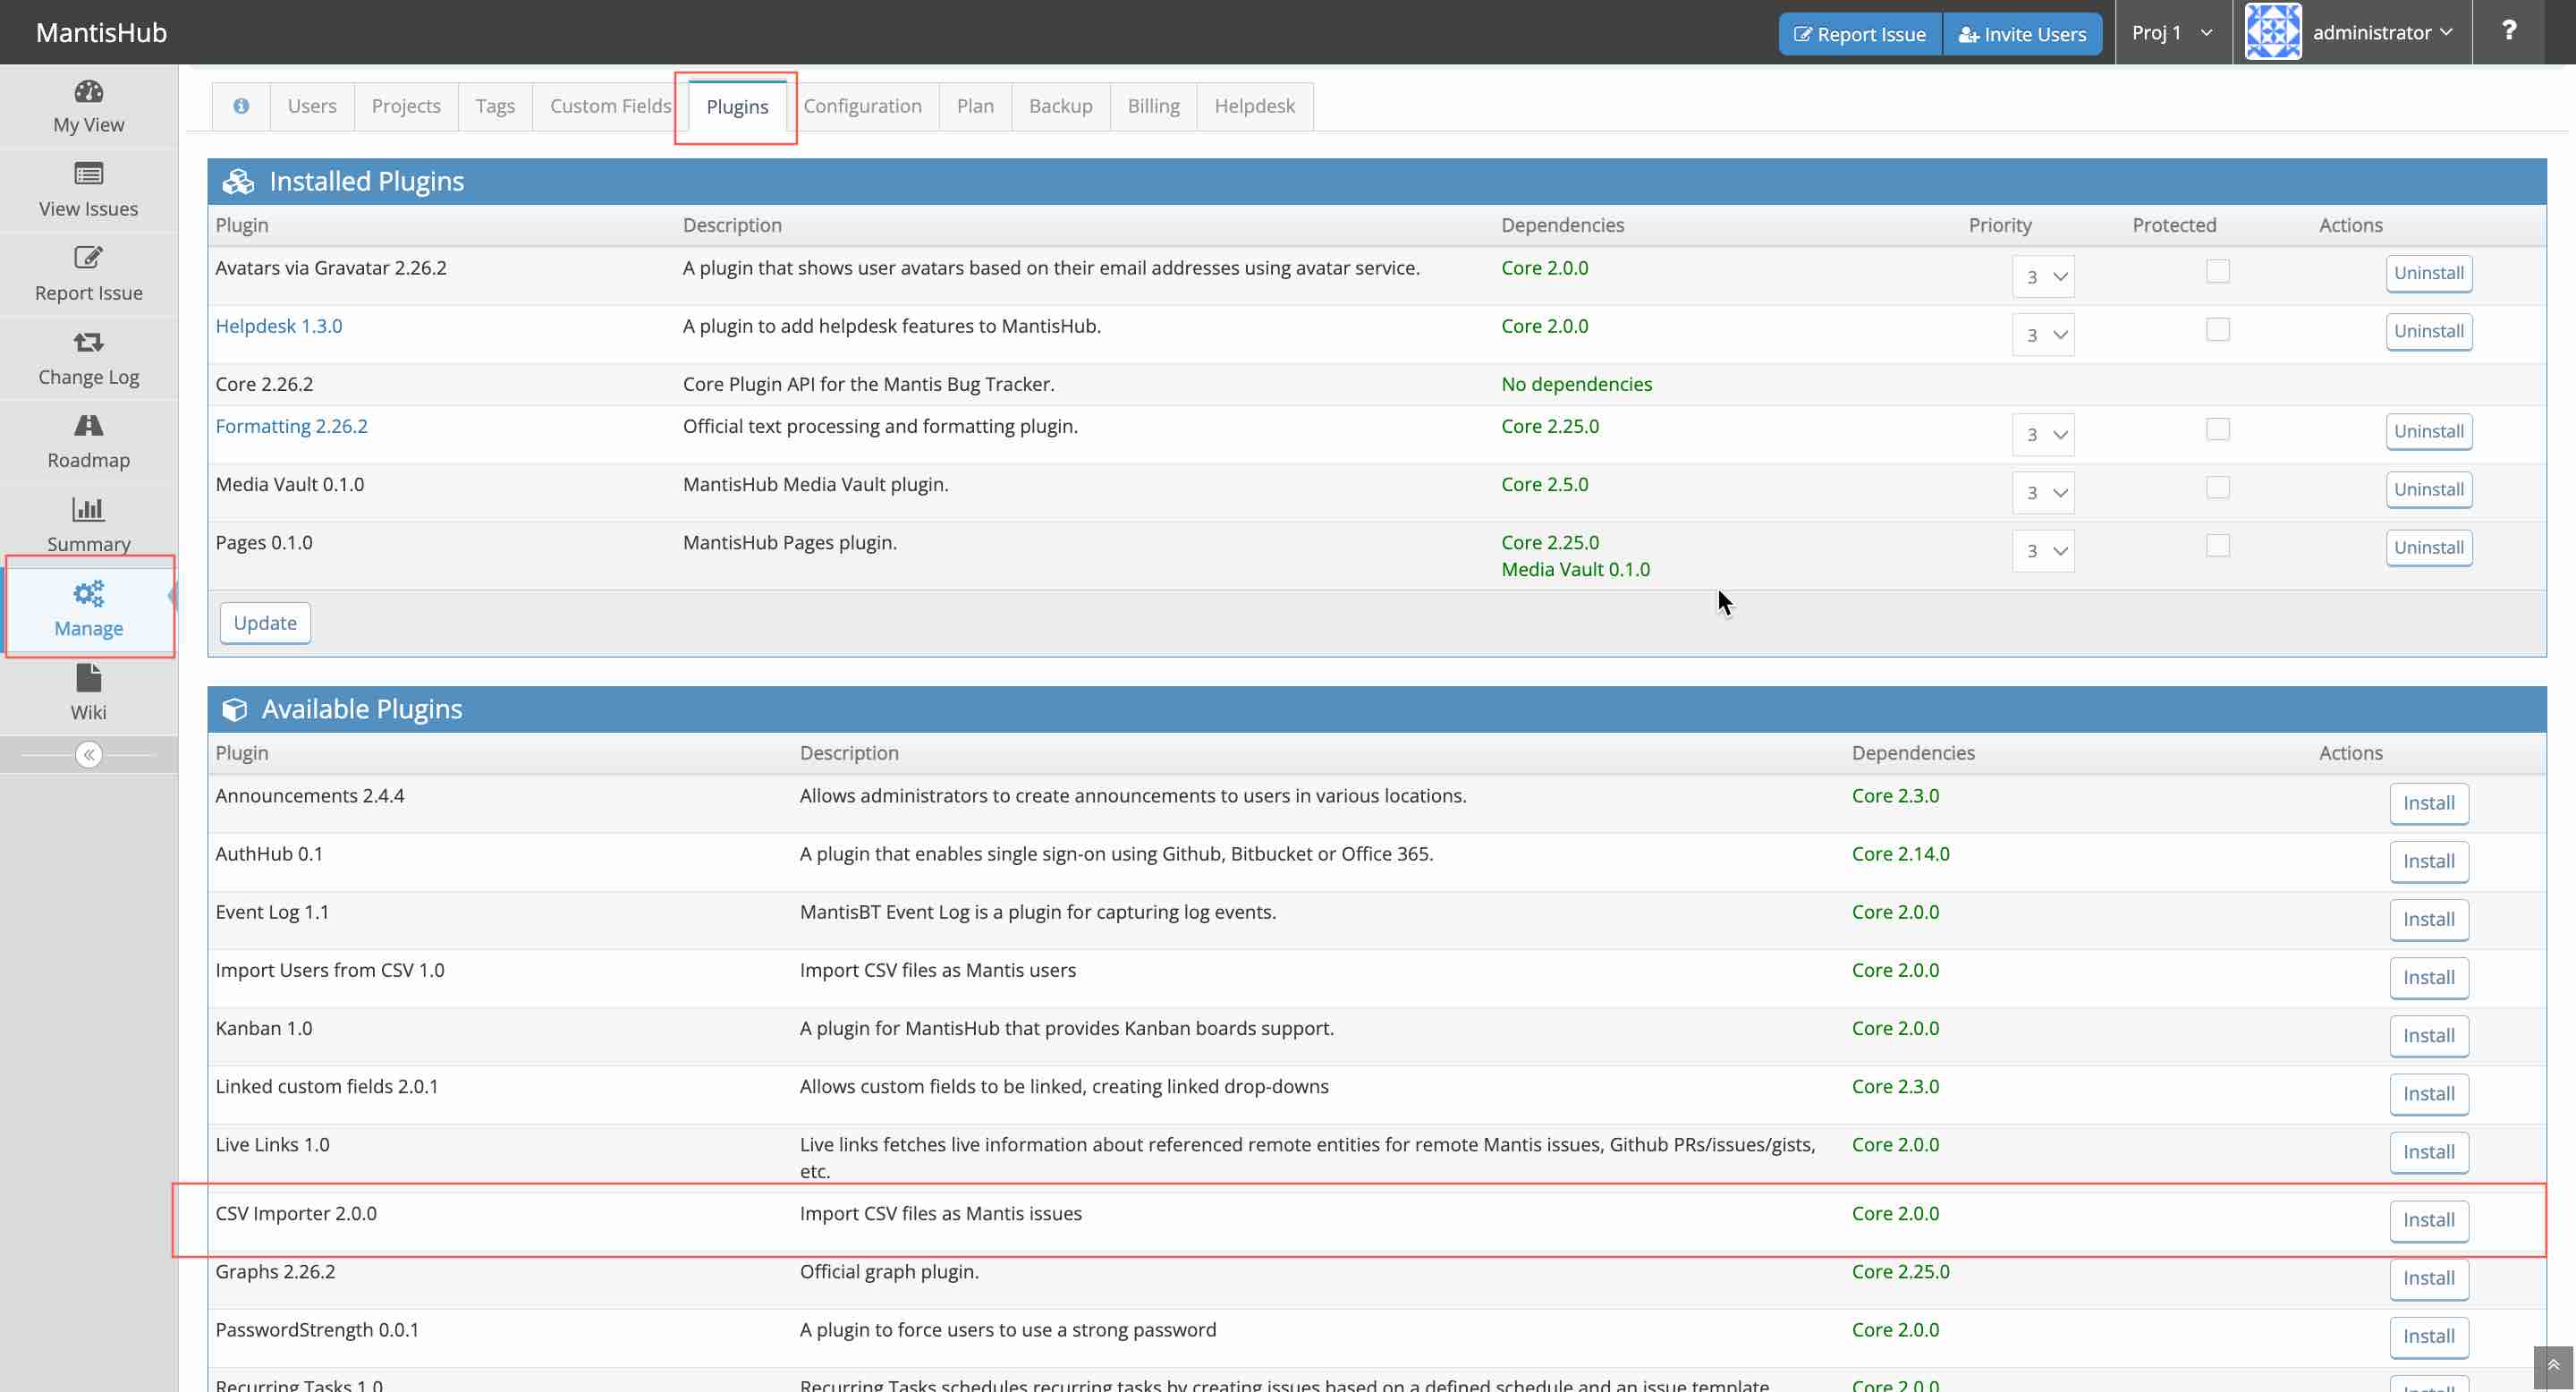 MantisHub
Report Issue
Invite Users
Proj 1
administrator
?
My View
View Issues
Report Issue
Change Log
Roadmap
Summary
Manage
Wiki
Users
Projects
Tags
Custom Fields
Plugins
Configuration
Plan
Backup
Billing
Helpdesk
Installed Plugins
Plugin Description Dependencies Priority Protected Actions
Avatars via Gravatar 2.26.2 A plugin that shows user avatars based on their email addresses using avatar service. Core 2.0.0 3 Uninstall
Helpdesk 1.3.0 A plugin to add helpdesk features to MantisHub. Core 2.0.0 3 Uninstall
Core 2.26.2 Core Plugin API for the Mantis Bug Tracker. No dependencies
Formatting 2.26.2 Official text processing and formatting plugin. Core 2.25.0 3 Uninstall
Media Vault 0.1.0 MantisHub Media Vault plugin. Core 2.5.0 3 Uninstall
Pages 0.1.0 MantisHub Pages plugin. Core 2.25.0 3 Uninstall
Media Vault 0.1.0
Update
Available Plugins
Plugin Description Dependencies Actions
Announcements 2.4.4 Allows administrators to create announcements to users in various locations. Core 2.3.0 Install
AuthHub 0.1 A plugin that enables single sign-on using Github, Bitbucket or Office 365. Core 2.14.0 Install
Event Log 1.1 MantisBT Event Log is a plugin for capturing log events. Core 2.0.0 Install
Import Users from CSV 1.0 Import CSV files as Mantis users Core 2.0.0 Install
Kanban 1.0 A plugin for MantisHub that provides Kanban boards support. Core 2.0.0 Install
Linked custom fields 2.0.1 Allows custom fields to be linked, creating linked drop-downs Core 2.3.0 Install
Live Links 1.0 Live links fetches live information about referenced remote entities for remote Mantis issues, Github PRs/issues/gists, Core 2.0.0 Install
etc.
CSV Importer 2.0.0 Import CSV files as Mantis issues Core 2.0.0 Install
Graphs 2.26.2 Official graph plugin. Core 2.25.0 Install
PasswordStrength 0.0.1 A plugin to force users to use a strong password Core 2.0.0 Install
Recurring Tasks 1.0 Recurring Tasks schedules recurring tasks by creating issues based on a defined schedule and an issue template Core 2.0.0